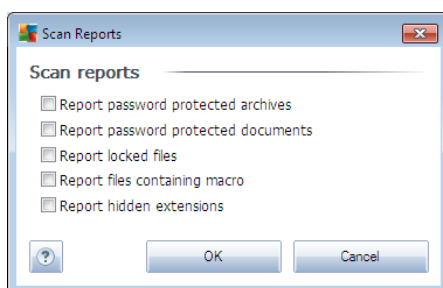 Scan Reports
Scan reports
Report password protected archives
Report password protected documents
Report locked files
Report files containing macro
Report hidden extensions
?
OK
Cancel